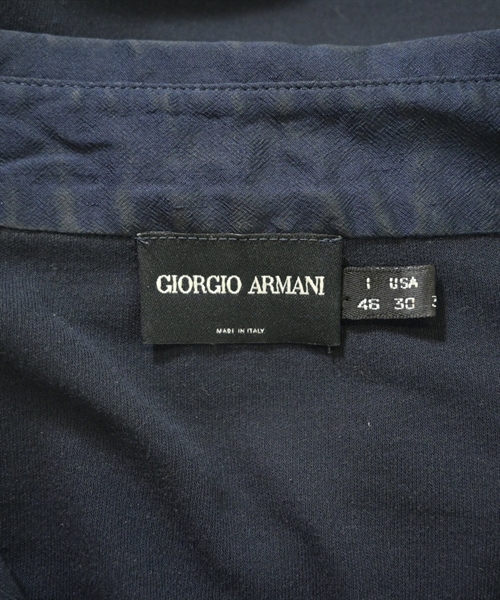 GIORGIO ARMANI
MADE IN ITALY
I USA
46 30